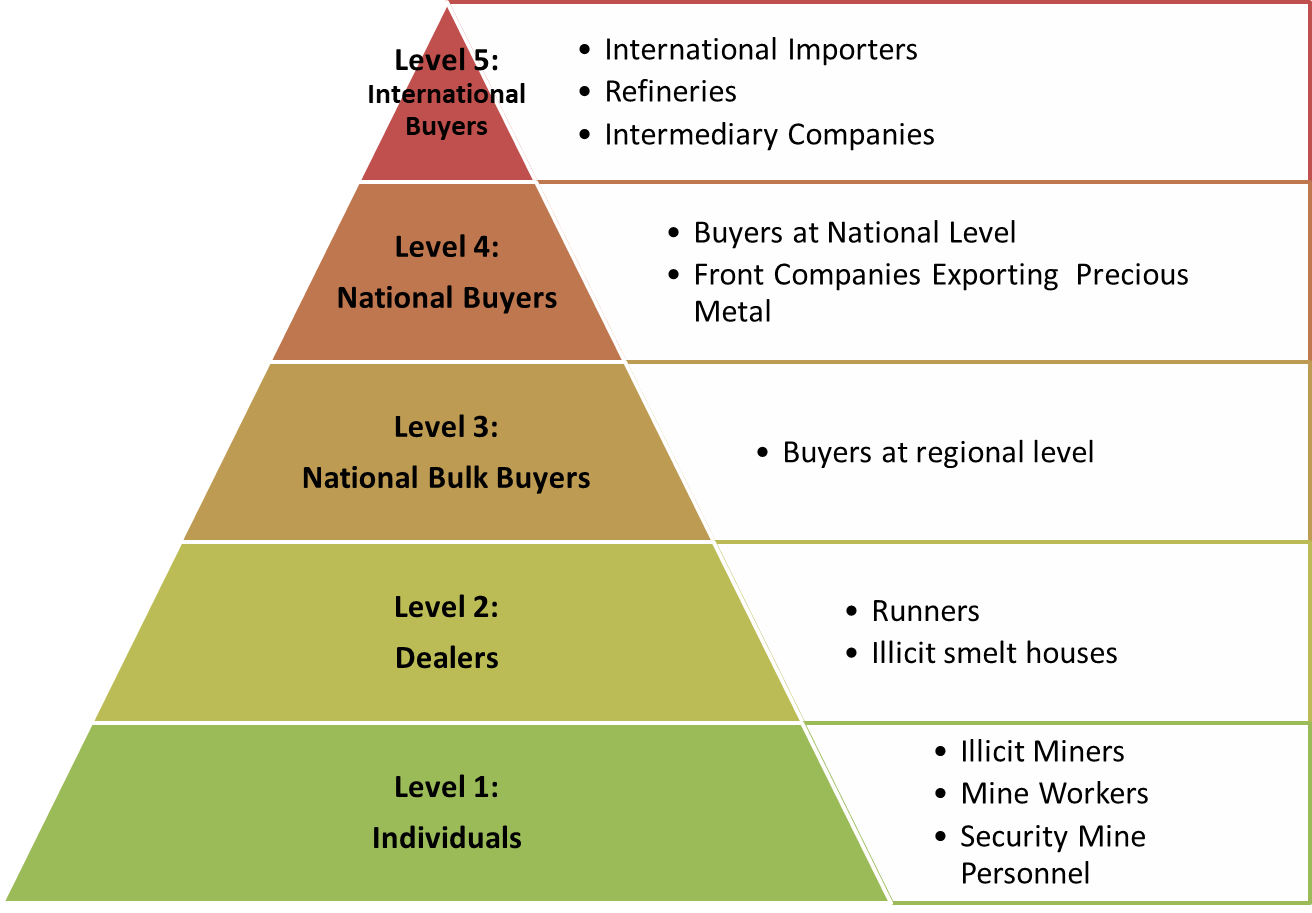 Level 5:
International
Buyers
• International Importers
• Refineries
• Intermediary Companies
Level 4:
National Buyers
• Buyers at National Level
• Front Companies Exporting  Precious
Metal
Level 3:
National Bulk Buyers
• Buyers at regional level
Level 2:
Dealers
• Runners
• Illicit smelt houses
Level 1:
Individuals
• Illicit Miners
• Mine Workers
• Security Mine
Personnel